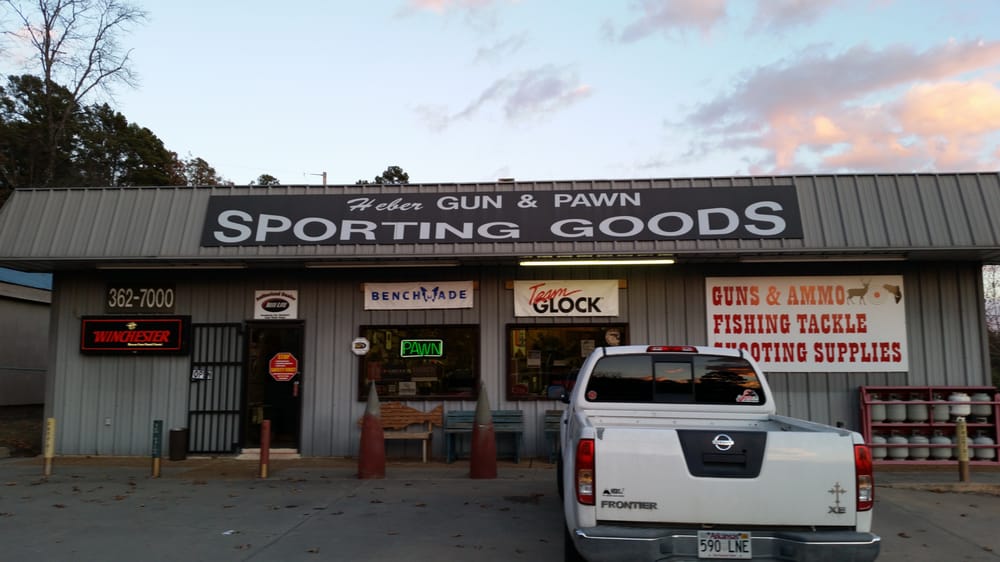 Heber GUN & PAWN
SPORTING GOODS
362-7000
WINCHESTER
BENCHMADE
Team
GLOCK
GUNS & AMMO
FISHING TACKLE
SHOOTING SUPPLIES
PAWN
STOP
FRONTIER
XE
Arkansas
590 LNE